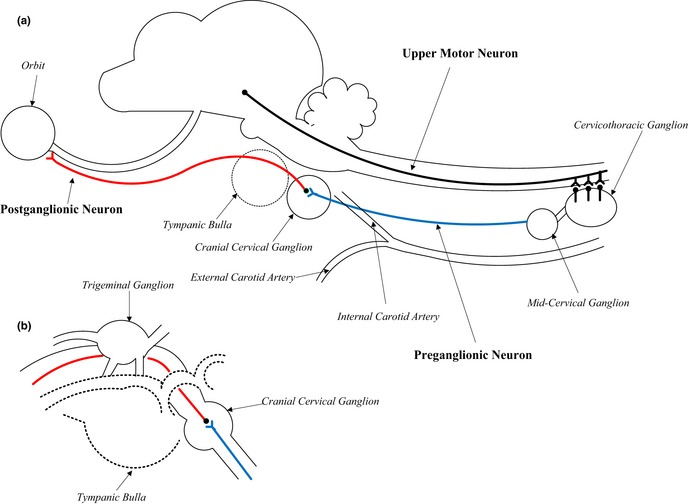 (a)
Upper Motor Neuron
Orbit
Cervicothoracic Ganglion
Postganglionic Neuron
Tympanic Bulla
Cranial Cervical Ganglion
External Carotid Artery
Trigeminal Ganglion
Mid-Cervical Ganglion
Internal Carotid Artery
(b)
Preganglionic Neuron
Cranial Cervical Ganglion
Tympanic Bulla